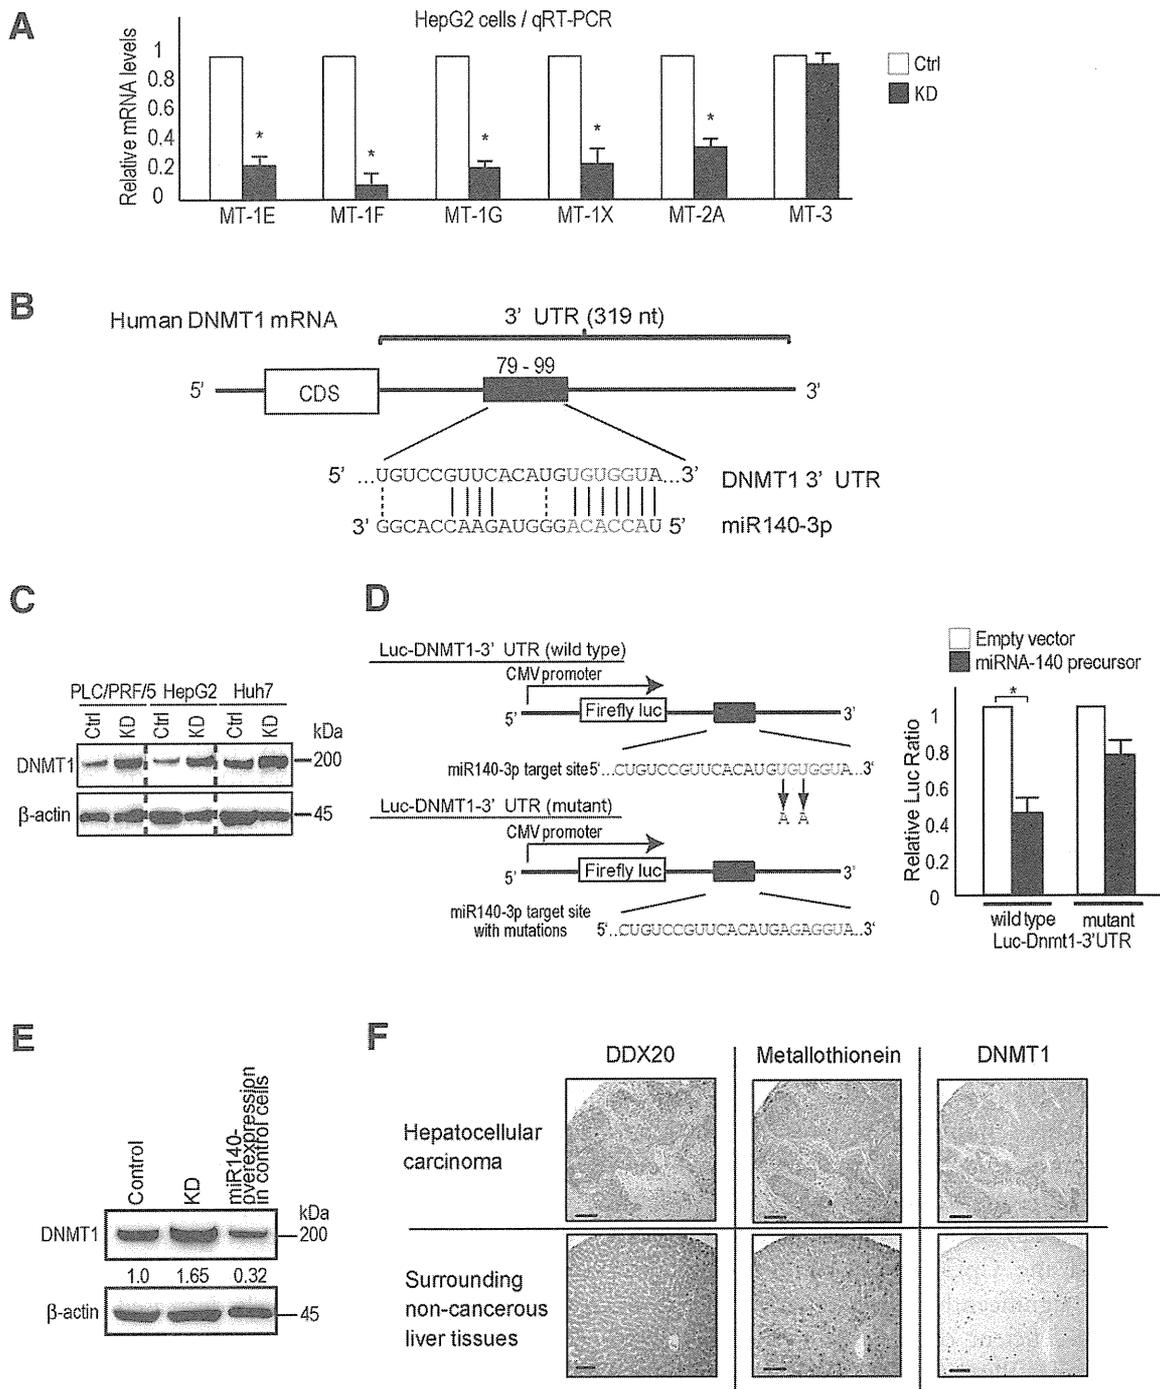 A
HepG2 cells / qRT-PCR
Relative mRNA levels
1
0.8
0.6
0.4
0.2
0
* * * * *
MT-1E MT-1F MT-1G MT-1X MT-2A MT-3
Ctrl
KD
B
Human DNMT1 mRNA
3' UTR (319 nt)
79 - 99
5' CDS 3'
5' ...UGUCCGUUCACAUGUGUGGUA...3' DNMT1 3' UTR
3' GGCACCAAGAUGGGACACCAU 5' miR140-3p
C
PLC/PRF/5 HepG2 Huh7
Ctrl KD Ctrl KD Ctrl KD
kDa
DNMT1 200
β-actin 45
D
Luc-DNMT1-3' UTR (wild type)
CMV promoter
5' Firefly luc 3'
miR140-3p target site 5'...CUGUCCGUUCACAUGUGUGGUA...3'
A A
Luc-DNMT1-3' UTR (mutant)
CMV promoter
5' Firefly luc 3'
miR140-3p target site
with mutations
5'...CUGUCCGUUCACAUGAGAGGUA...3'
Empty vector
miRNA-140 precursor
Relative Luc Ratio
1
0.8
0.6
0.4
0.2
0
*
wild type mutant
Luc-Dnmt1-3'UTR
E
Control
KD
miR140-
overexpression
in control cells
kDa
DNMT1 200
1.0 1.65 0.32
β-actin 45
F
DDX20 Metallothionein DNMT1
Hepatocellular
carcinoma
Surrounding
non-cancerous
liver tissues